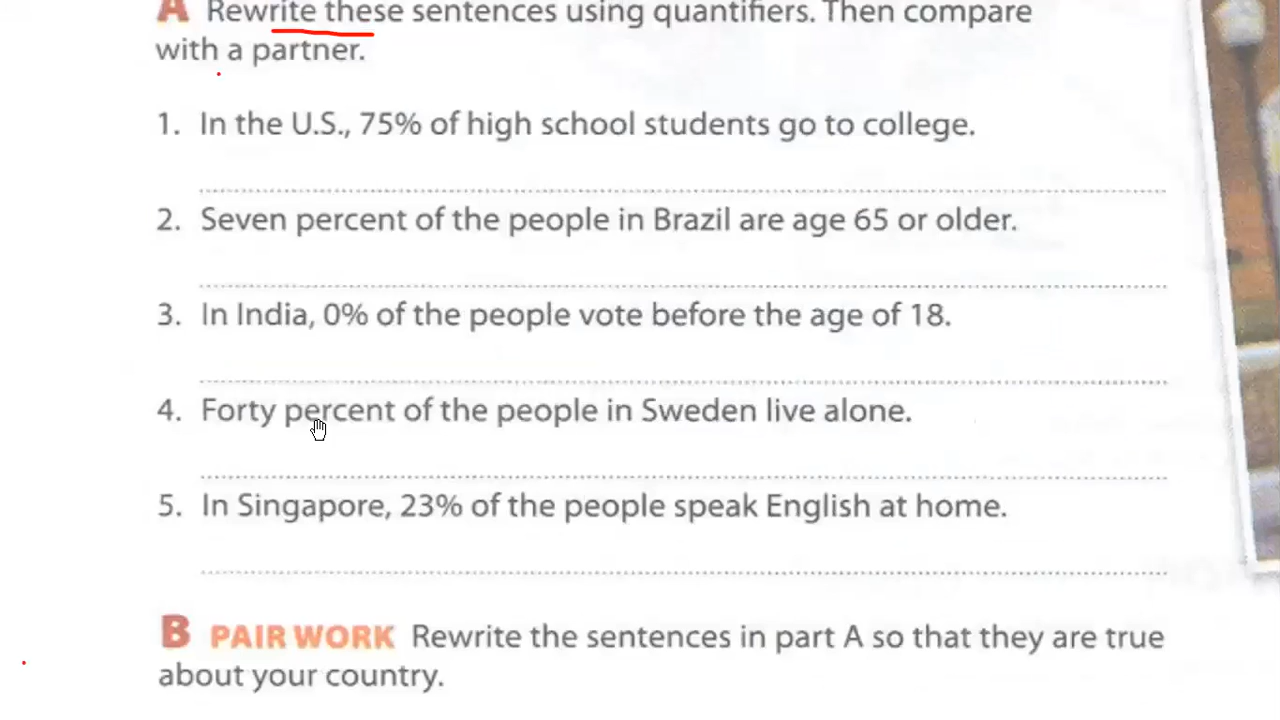 A Rewrite these sentences using quantifiers. Then compare
with a partner.
1. In the U.S., 75% of high school students go to college.
2. Seven percent of the people in Brazil are age 65 or older.
3. In India, 0% of the people vote before the age of 18.
4. Forty percent of the people in Sweden live alone.
5. In Singapore, 23% of the people speak English at home.
B PAIR WORK Rewrite the sentences in part A so that they are true
about your country.